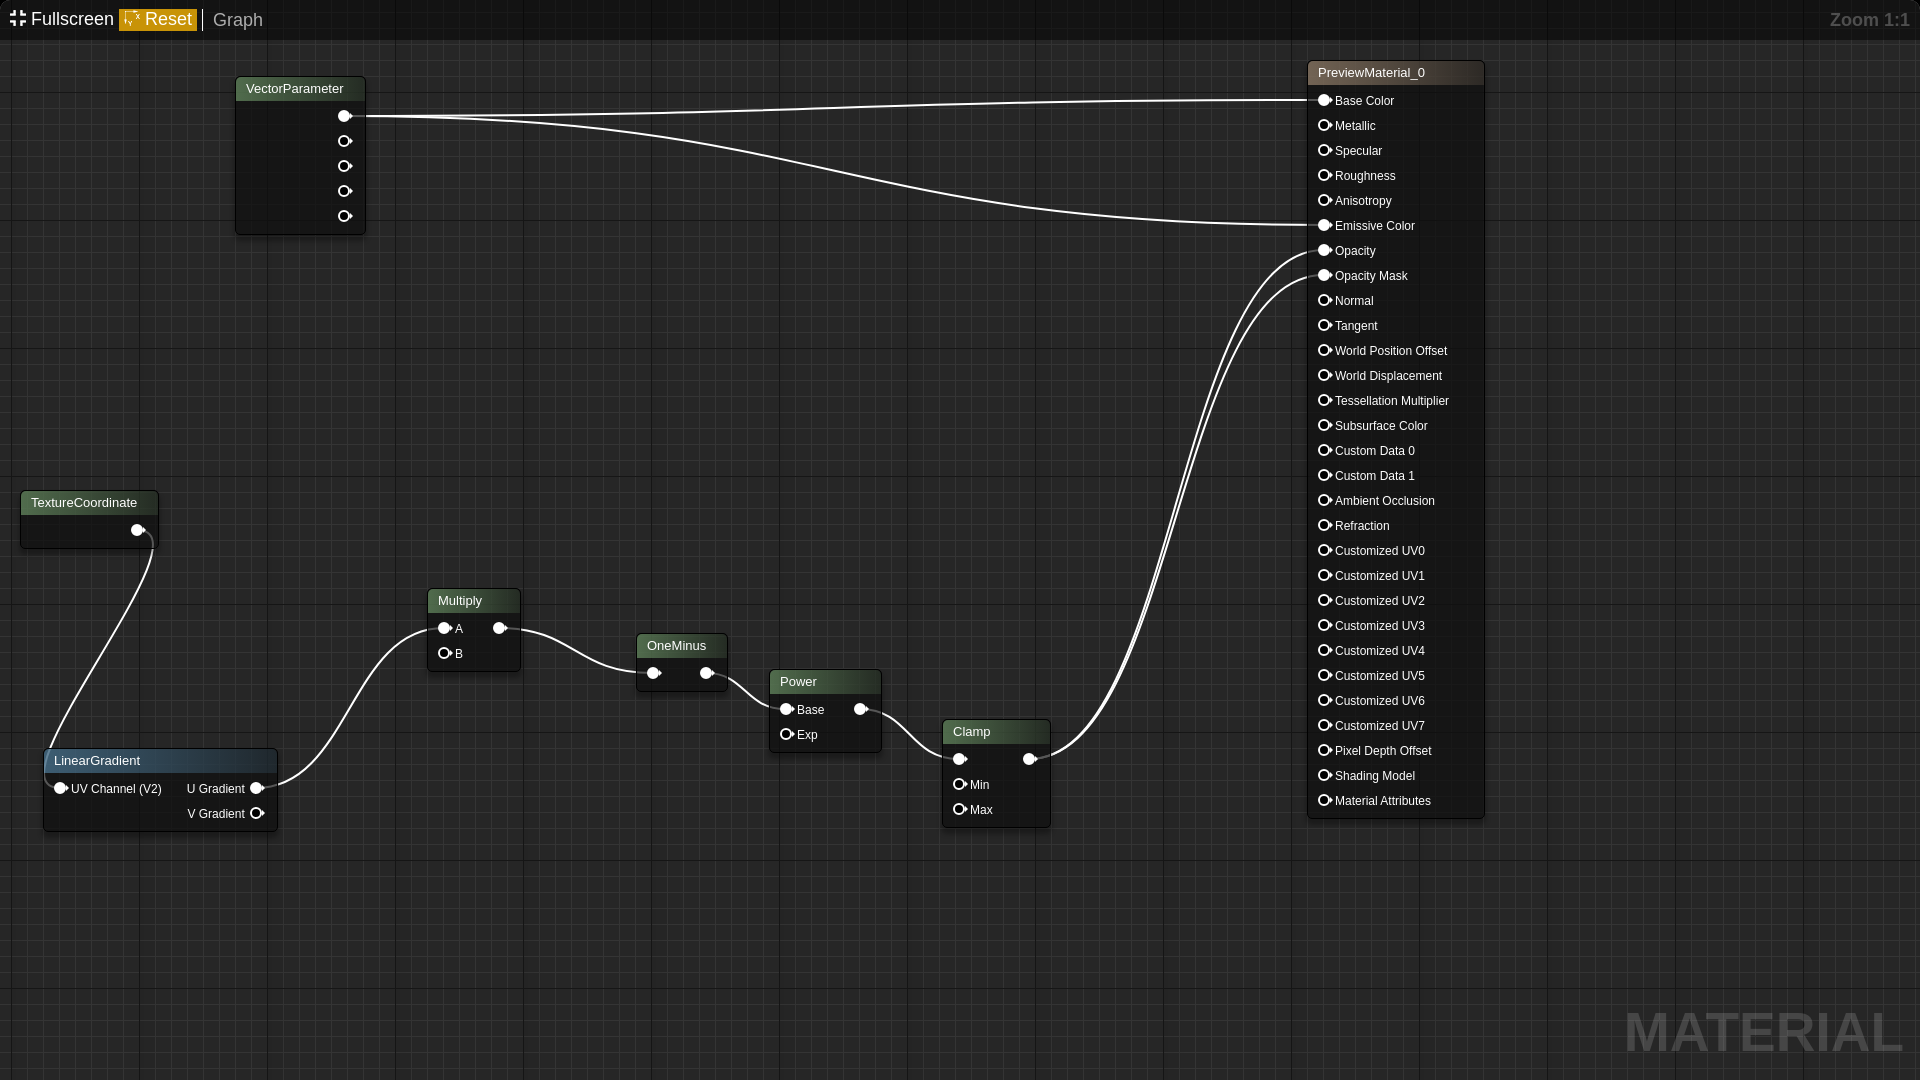 Fullscreen Reset Graph
Zoom 1:1
VectorParameter
PreviewMaterial_0
Base Color
Metallic
Specular
Roughness
Anisotropy
Emissive Color
Opacity
Opacity Mask
Normal
Tangent
World Position Offset
World Displacement
Tessellation Multiplier
Subsurface Color
Custom Data 0
Custom Data 1
Ambient Occlusion
Refraction
Customized UV0
Customized UV1
Customized UV2
Customized UV3
Customized UV4
Customized UV5
Customized UV6
Customized UV7
Pixel Depth Offset
Shading Model
Material Attributes
TextureCoordinate
LinearGradient
UV Channel (V2) U Gradient
V Gradient
Multiply
A
B
OneMinus
Power
Base
Exp
Clamp
Min
Max
MATERIAL